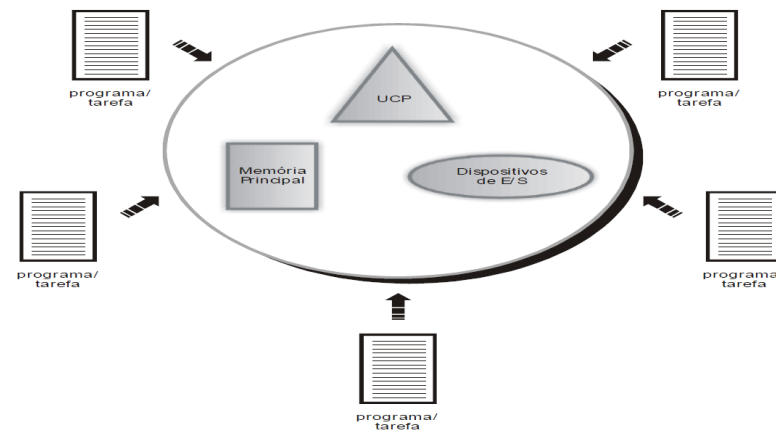 programa/
tarefa
programa/
tarefa
UCP
Memória
Principal
Dispositivos
de E/S
programa/
tarefa
programa/
tarefa
programa/
tarefa